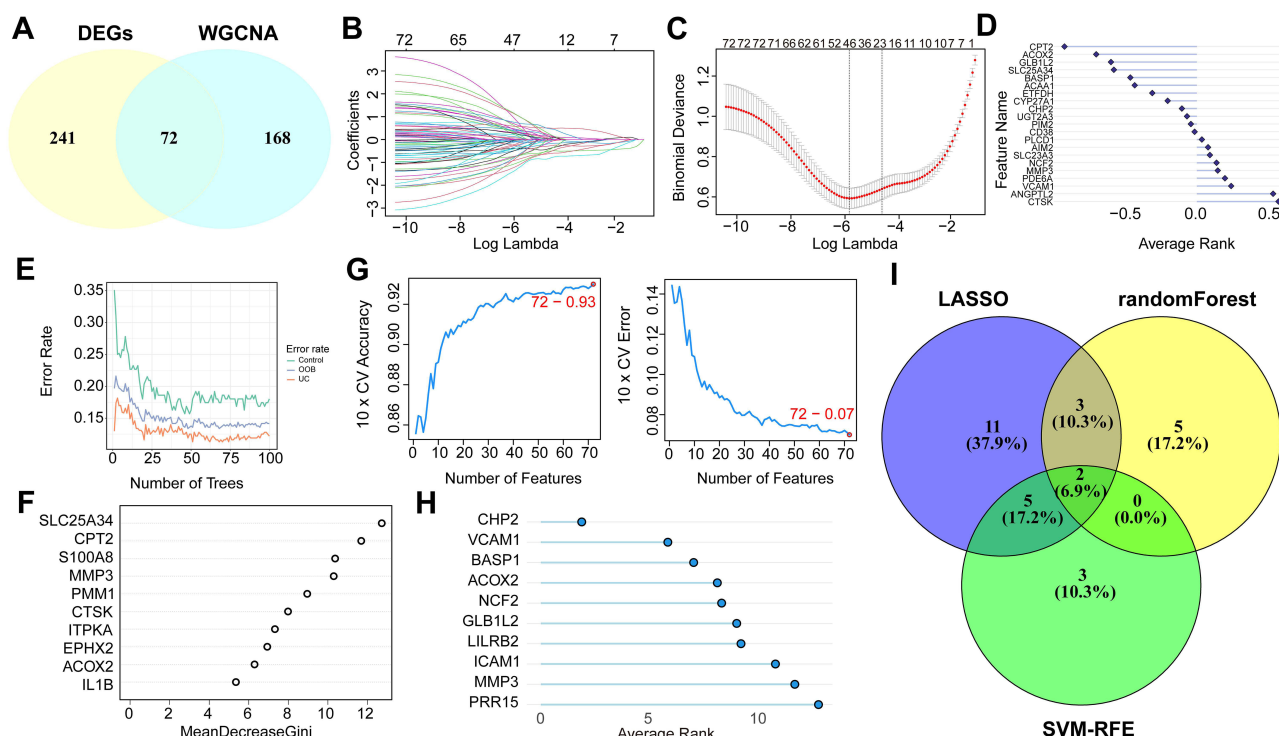 A
DEGs
WGCNA
241
72
168
B
72
65
47
12
7
Coefficients
3
2
1
0
−1
−2
−3
−10
−8
−6
−4
−2
Log Lambda
C
72 72 72 71 66 62 61 52 46 36 23 16 11 10 10 7 7 1
Binomial Deviance
1.2
1.0
0.8
0.6
−10
−8
−6
−4
−2
Log Lambda
D
Feature Name
CPT2
ACOX2
GLB1L2
SLC25A34
BASP1
ACAA1
ETFDH
CYP27A1
CHP2
UGT2A3
PIM2
CD38
PLCD1
AIM2
SLC23A3
NCF2
MMP3
PDE6A
VCAM1
ANGPTL2
CTSK
−0.5
0.0
0.5
Average Rank
E
Error Rate
0.35
0.30
0.25
0.20
0.15
0
25
50
75
100
Number of Trees
Error rate
Control
OOB
UC
G
10 x CV Accuracy
0.92
0.90
0.88
0.86
72 − 0.93
0 10 20 30 40 50 60 70
Number of Features
10 x CV Error
0.14
0.12
0.10
0.08
72 − 0.07
0 10 20 30 40 50 60 70
Number of Features
F
SLC25A34
CPT2
S100A8
MMP3
PMM1
CTSK
ITPKA
EPHX2
ACOX2
IL1B
0 2 4 6 8 10 12
MeanDecreaseGini
H
CHP2
VCAM1
BASP1
ACOX2
NCF2
GLB1L2
LILRB2
ICAM1
MMP3
PRR15
0
5
10
Average Rank
I
LASSO
randomForest
11
(37.9%)
3
(10.3%)
5
(17.2%)
2
(6.9%)
5
(17.2%)
0
(0.0%)
3
(10.3%)
SVM-RFE